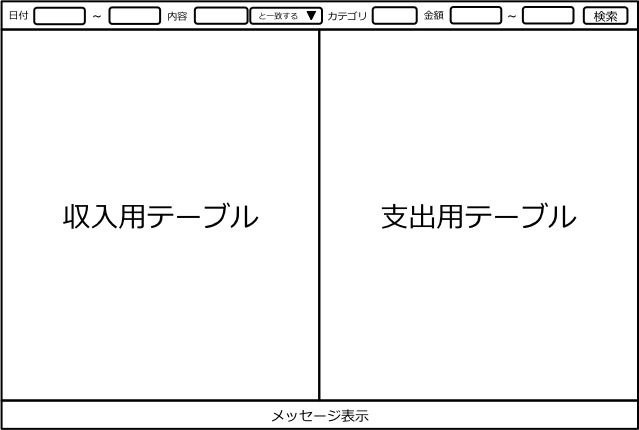 日付 ～ 内容 と一致する ▼ カテゴリ 金額 ～ 検索
収入用テーブル
支出用テーブル
メッセージ表示